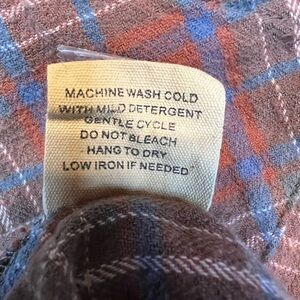 MACHINE WASH COLD
WITH MILD DETERGENT
GENTLE CYCLE
DO NOT BLEACH
HANG TO DRY
LOW IRON IF NEEDED